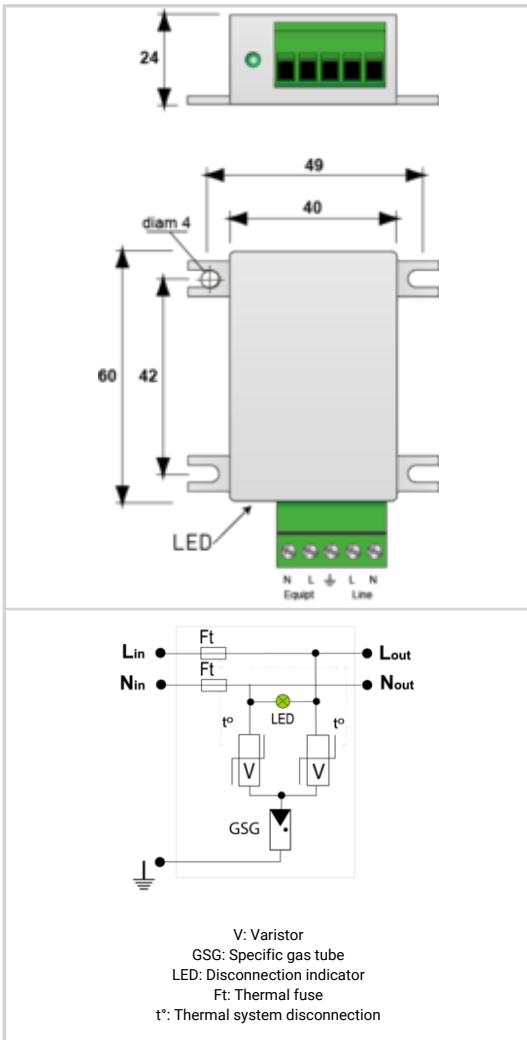 24
49
40
diam 4
60
42
LED
N L L N
Equipt Line
Lin Ft Lout
Nin Ft Nout
t° LED t°
V V
GSG
V: Varistor
GSG: Specific gas tube
LED: Disconnection indicator
Ft: Thermal fuse
t°: Thermal system disconnection